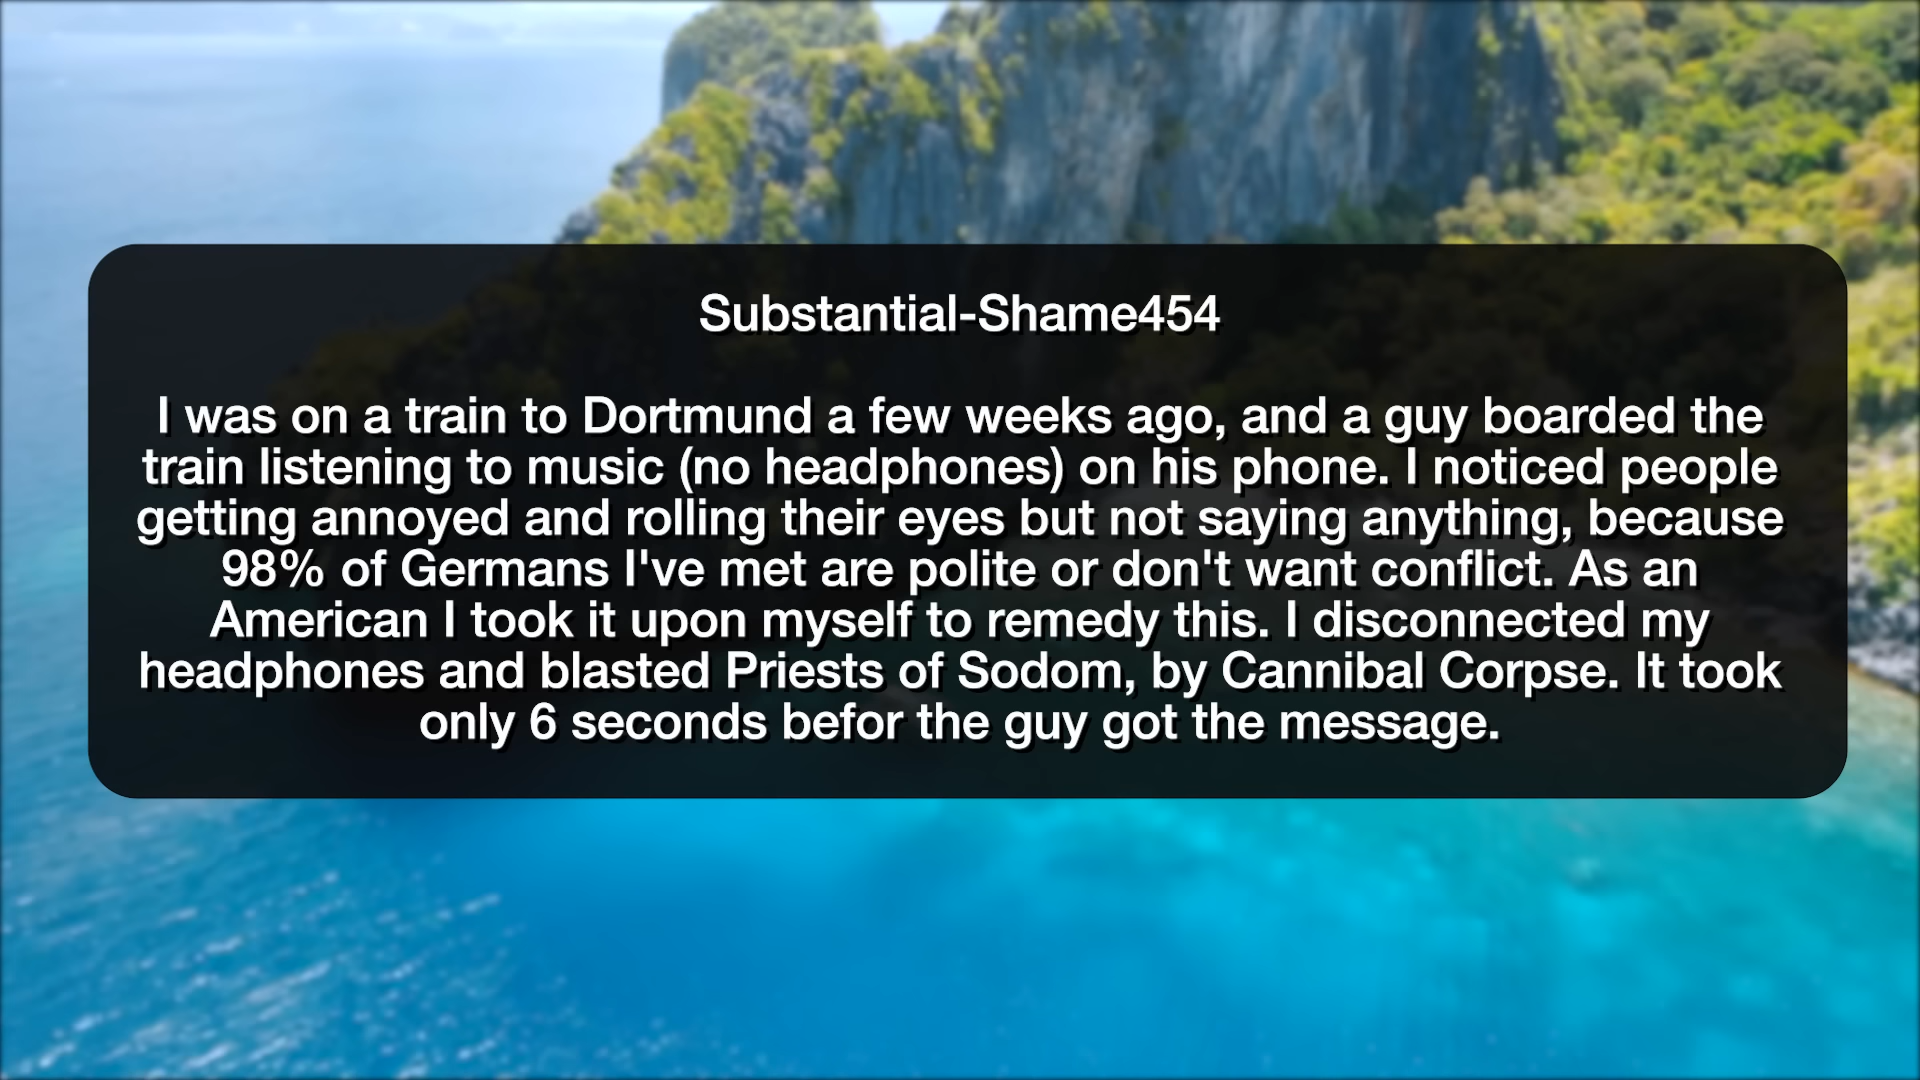 Substantial-Shame454
I was on a train to Dortmund a few weeks ago, and a guy boarded the
train listening to music (no headphones) on his phone. I noticed people
getting annoyed and rolling their eyes but not saying anything, because
98% of Germans I've met are polite or don't want conflict. As an
American I took it upon myself to remedy this. I disconnected my
headphones and blasted Priests of Sodom, by Cannibal Corpse. It took
only 6 seconds befor the guy got the message.